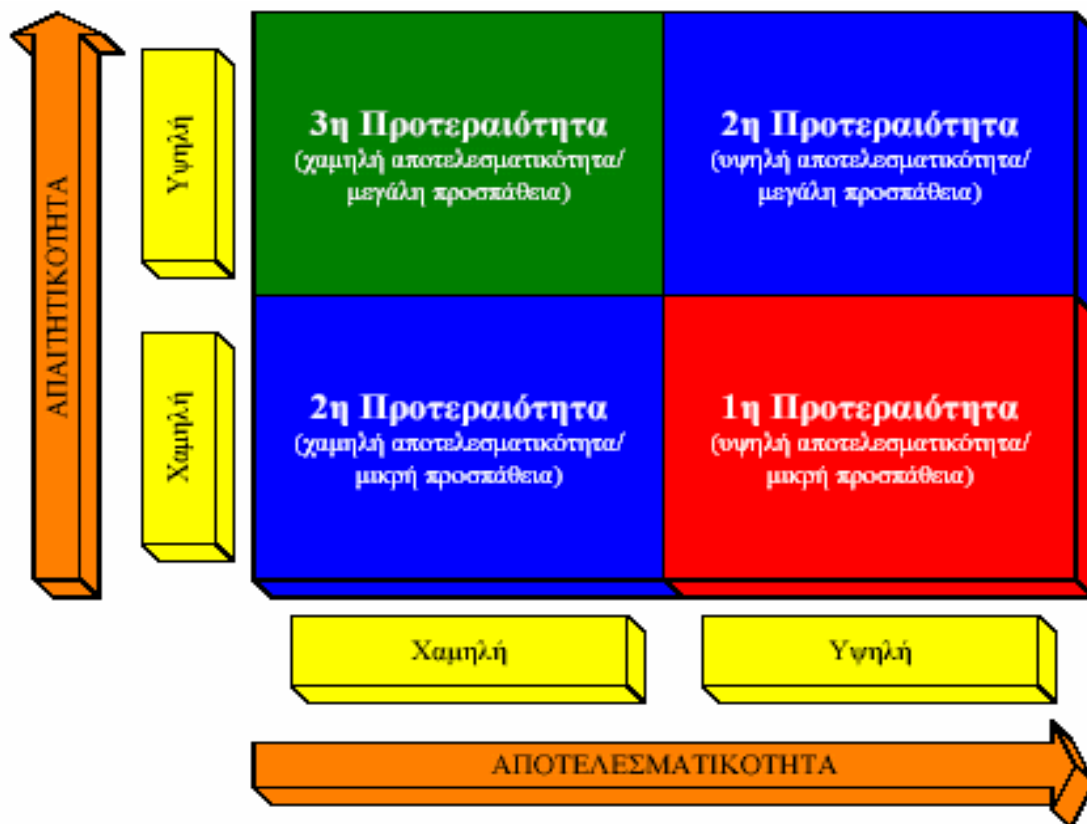 ΑΠΑΙΤΗΤΙΚΟΤΗΤΑ
Υψηλή
3η Προτεραιότητα
(χαμηλή αποτελεσματικότητα/
μεγάλη προσπάθεια)
2η Προτεραιότητα
(υψηλή αποτελεσματικότητα/
μεγάλη προσπάθεια)
Χαμηλή
2η Προτεραιότητα
(χαμηλή αποτελεσματικότητα/
μικρή προσπάθεια)
1η Προτεραιότητα
(υψηλή αποτελεσματικότητα/
μικρή προσπάθεια)
Χαμηλή
Υψηλή
ΑΠΟΤΕΛΕΣΜΑΤΙΚΟΤΗΤΑ